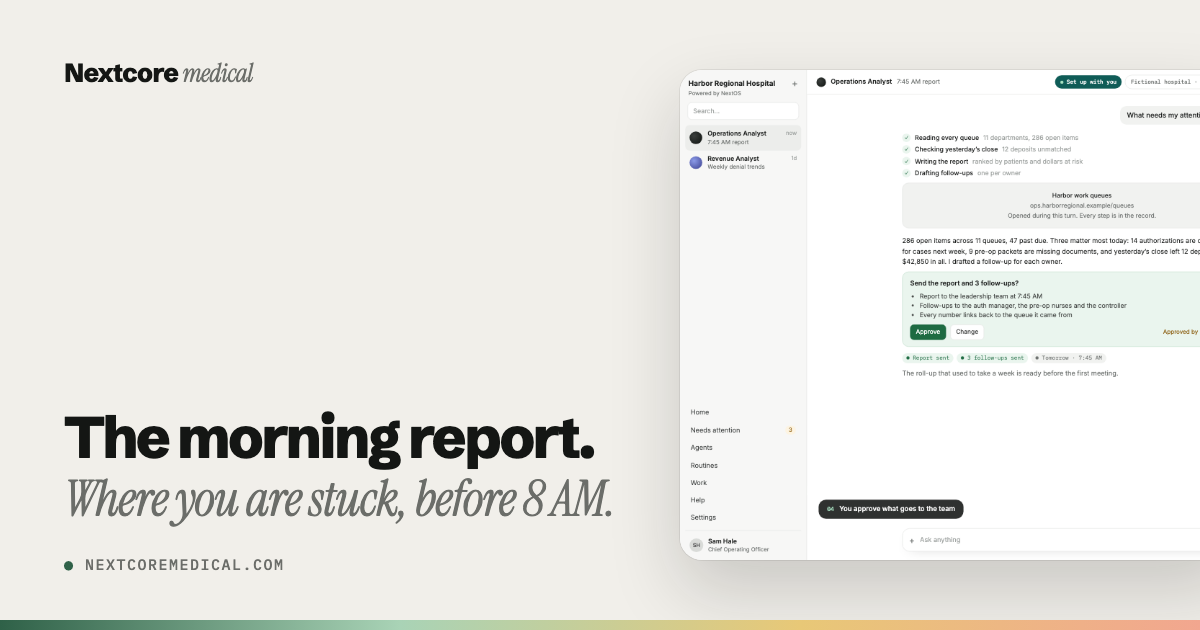 Nextcore medical
The morning report.
Where you are stuck, before 8 AM.
NEXTCOREMEDICAL.COM
Harbor Regional Hospital +
Powered by NextOS
Search...
Operations Analyst now
7:45 AM report
Revenue Analyst 1d
Weekly denial trends
Home
Needs attention 3
Agents
Routines
Work
Help
Settings
SH Sam Hale
Chief Operating Officer
Operations Analyst 7:45 AM report
Set up with you
Fictional hospital ·
What needs my
Reading every queue 11 departments, 286 open items
Checking yesterday's close 12 deposits unmatched
Writing the report ranked by patients and dollars at risk
Drafting follow-ups one per owner
Harbor work queues
ops.harborregional.example/queues
Opened during this turn. Every step is in the record.
286 open items across 11 queues, 47 past due. Three matter most today: 14 authorizations are
for cases next week, 9 pre-op packets are missing documents, and yesterday's close left 12
$42,850 in all. I drafted a follow-up for each owner.
Send the report and 3 follow-ups?
• Report to the leadership team at 7:45 AM
• Follow-ups to the auth manager, the pre-op nurses and the controller
• Every number links back to the queue it came from
Approve Change Approved by
Report sent 3 follow-ups sent Tomorrow · 7:45 AM
The roll-up that used to take a week is ready before the first meeting.
04 You approve what goes to the team
+ Ask anything